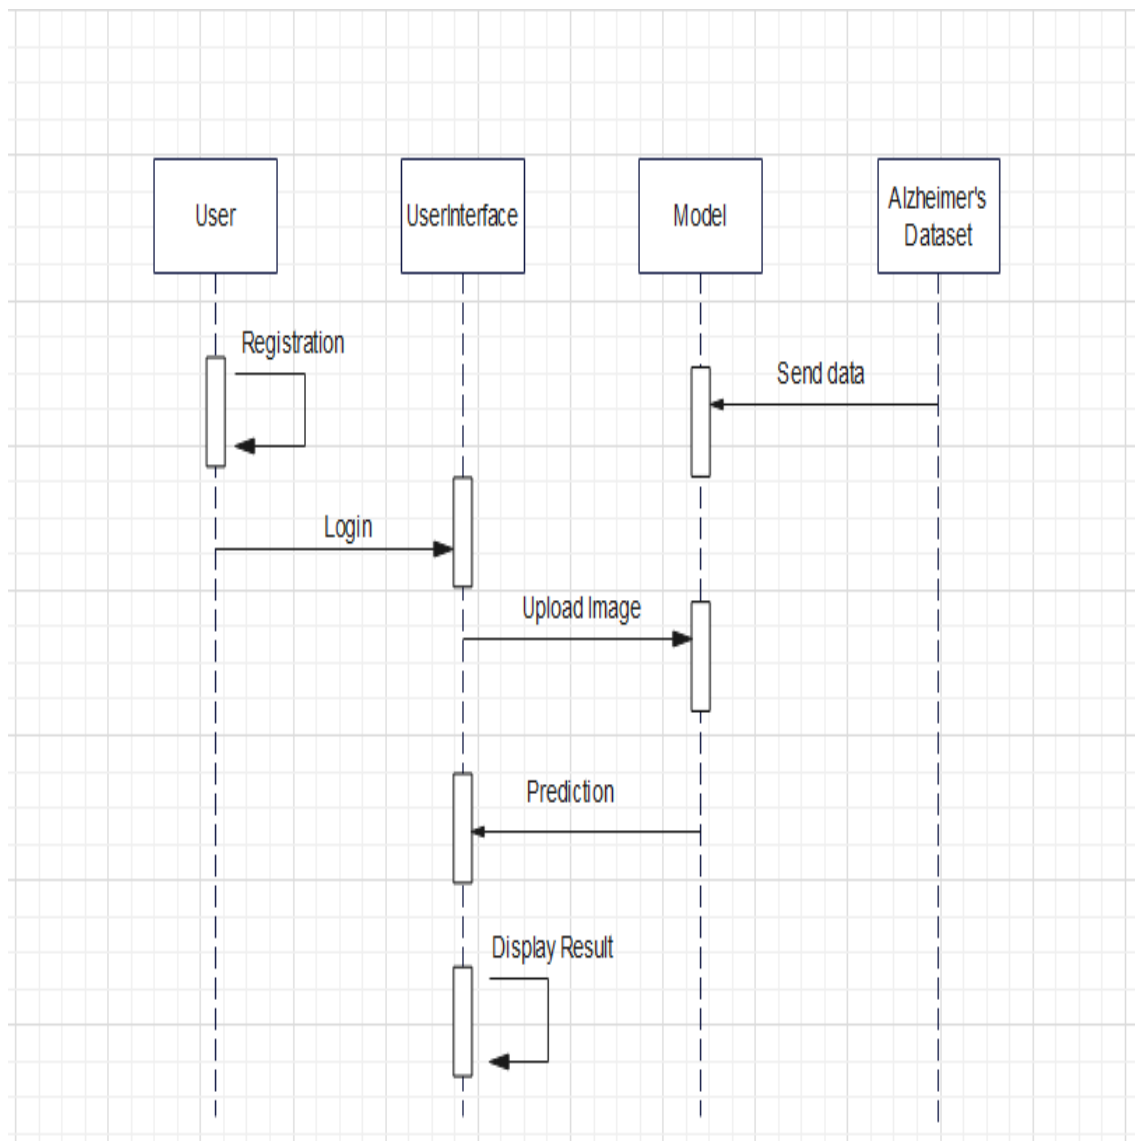 User
UserInterface
Model
Alzheimer's
Dataset
Registration
Send data
Login
Upload Image
Prediction
Display Result